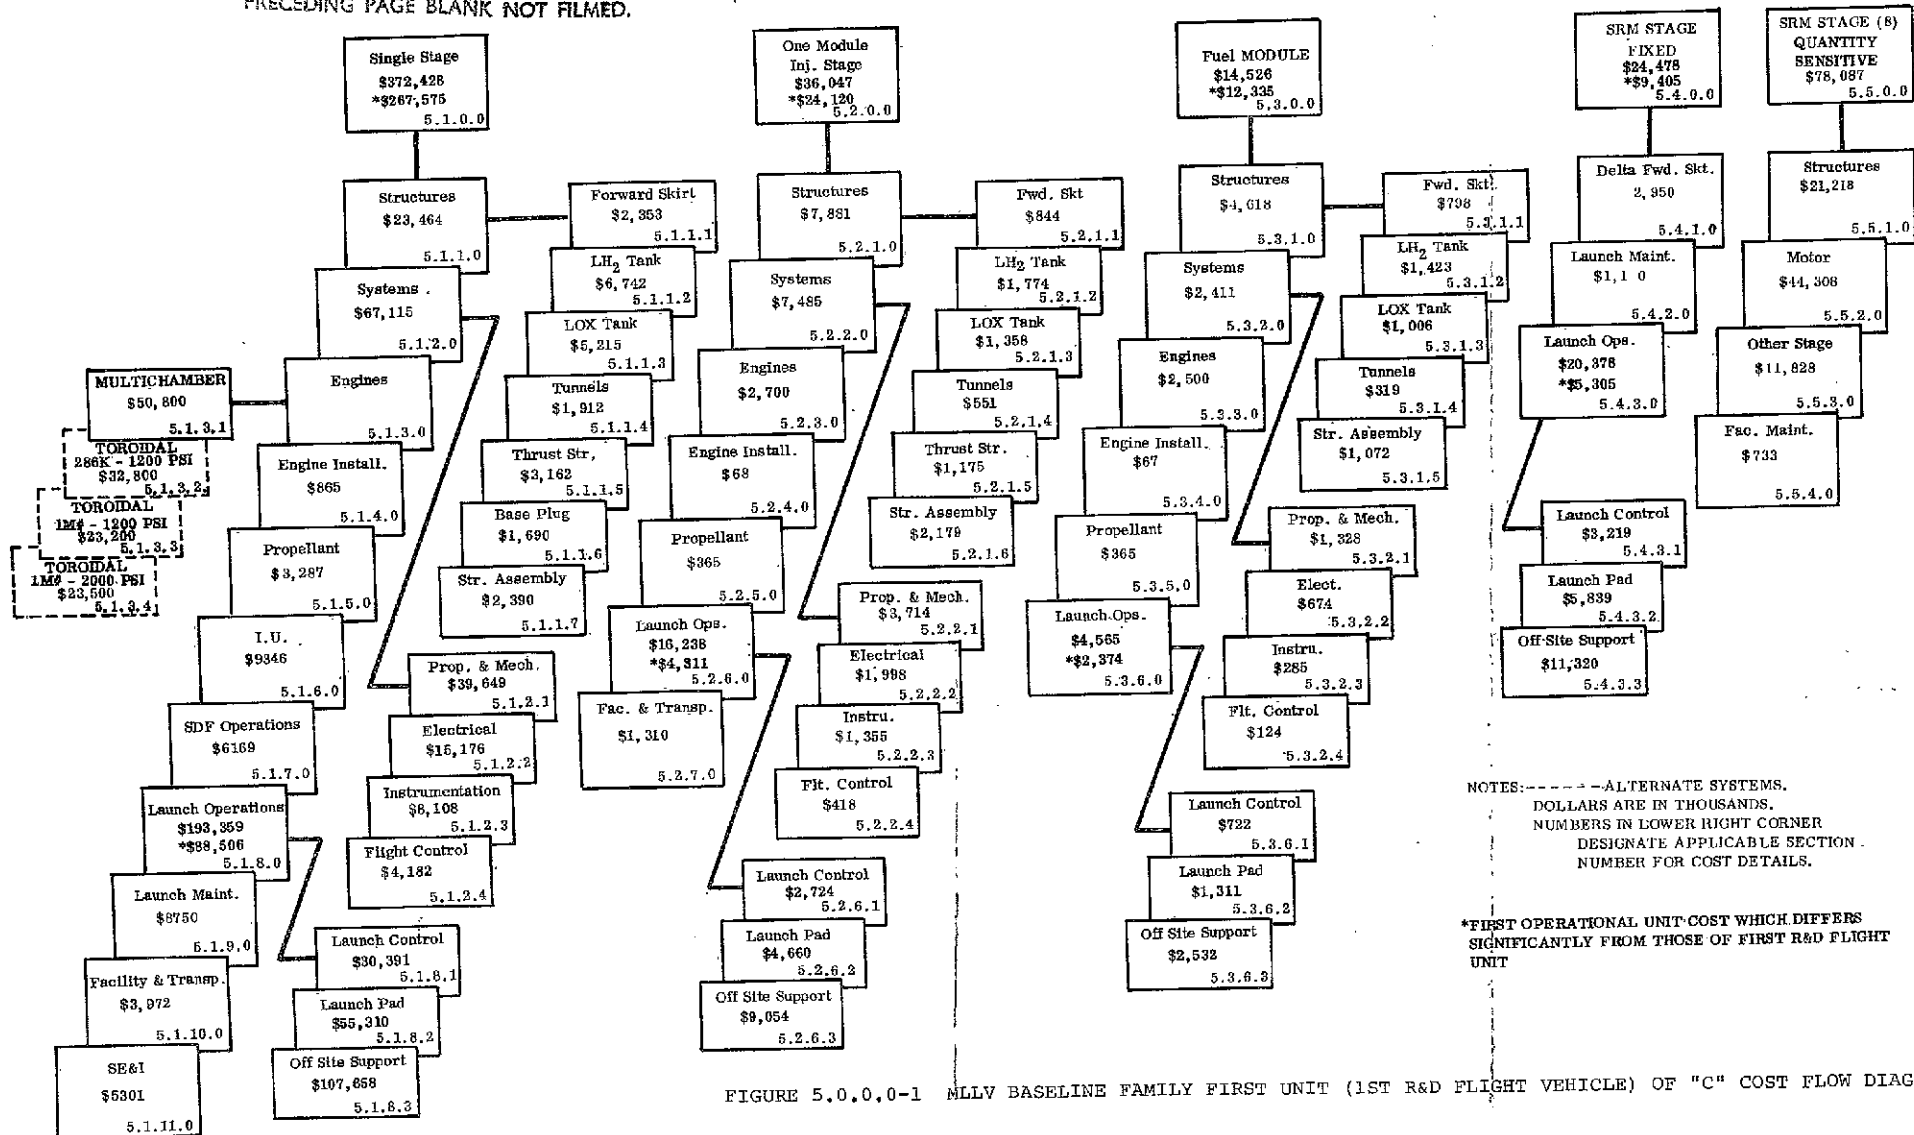 PRECEDING PAGE BLANK NOT FILMED.
Single Stage
$372,428
*$267,575
5.1.0.0
Structures
$23,464
5.1.1.0
Forward Skirt
$2,353
5.1.1.1
LH2 Tank
$6,742
5.1.1.2
LOX Tank
$5,215
5.1.1.3
Tunnels
$1,912
5.1.1.4
Thrust Str,
$3,162
5.1.1.5
Base Plug
$1,690
5.1.1.6
Str. Assembly
$2,390
5.1.1.7
Systems
$67,115
5.1.2.0
Prop. & Mech.
$39,649
5.1.2.1
Electrical
$15,176
5.1.2.2
Instrumentation
$8,108
5.1.2.3
Flight Control
$4,182
5.1.2.4
Engines
5.1.3.0
MULTICHAMBER
$50,800
5.1.3.1
TOROIDAL
286K - 1200 PSI
$32,800
5.1.3.2
TOROIDAL
1M# - 1200 PSI
$23,200
5.1.3.3
TOROIDAL
1M# - 2000 PSI
$23,500
5.1.3.4
Engine Install.
$865
5.1.4.0
Propellant
$3,287
5.1.5.0
I.U.
$9346
5.1.6.0
SDF Operations
$6169
5.1.7.0
Launch Operations
$193,359
*$88,506
5.1.8.0
Launch Control
$30,391
5.1.8.1
Launch Pad
$55,310
5.1.8.2
Off Site Support
$107,658
5.1.8.3
Launch Maint.
$8750
5.1.9.0
Facility & Transp.
$3,972
5.1.10.0
SE&I
$5301
5.1.11.0
One Module
Inj. Stage
$36,047
*$24,120
5.2.0.0
Structures
$7,881
5.2.1.0
Fwd. Skt
$844
5.2.1.1
LH2 Tank
$1,774
5.2.1.2
LOX Tank
$1,358
5.2.1.3
Tunnels
$551
5.2.1.4
Thrust Str.
$1,175
5.2.1.5
Str. Assembly
$2,179
5.2.1.6
Systems
$7,485
5.2.2.0
Prop. & Mech.
$3,714
5.2.2.1
Electrical
$1,998
5.2.2.2
Instru.
$1,355
5.2.2.3
Flt. Control
$418
5.2.2.4
Engines
$2,700
5.2.3.0
Engine Install.
$68
5.2.4.0
Propellant
$365
5.2.5.0
Launch Ops.
$16,238
*$4,311
5.2.6.0
Launch Control
$2,724
5.2.6.1
Launch Pad
$4,660
5.2.6.2
Off Site Support
$9,054
5.2.6.3
Fac. & Transp.
$1,310
5.2.7.0
Fuel MODULE
$14,526
*$12,335
5.3.0.0
Structures
$4,618
5.3.1.0
Fwd. Skt.
$798
5.3.1.1
LH2 Tank
$1,423
5.3.1.2
LOX Tank
$1,006
5.3.1.3
Tunnels
$319
5.3.1.4
Str. Assembly
$1,072
5.3.1.5
Systems
$2,411
5.3.2.0
Prop. & Mech.
$1,328
5.3.2.1
Elect.
$674
5.3.2.2
Instru.
$285
5.3.2.3
Flt. Control
$124
5.3.2.4
Engines
$2,500
5.3.3.0
Engine Install.
$67
5.3.4.0
Propellant
$365
5.3.5.0
Launch Ops.
$4,565
*$2,374
5.3.6.0
Launch Control
$722
5.3.6.1
Launch Pad
$1,311
5.3.6.2
Off Site Support
$2,532
5.3.6.3
SRM STAGE
FIXED
$24,478
*$9,405
5.4.0.0
Delta Fwd. Skt.
2,950
5.4.1.0
Launch Maint.
$1,1 0
5.4.2.0
Launch Ops.
$20,378
*$5,305
5.4.3.0
Launch Control
$3,219
5.4.3.1
Launch Pad
$5,839
5.4.3.2
Off-Site Support
$11,320
5.4.3.3
SRM STAGE (8)
QUANTITY
SENSITIVE
$78,087
5.5.0.0
Structures
$21,218
5.5.1.0
Motor
$44,308
5.5.2.0
Other Stage
$11,828
5.5.3.0
Fac. Maint.
$733
5.5.4.0
NOTES:------ALTERNATE SYSTEMS.
DOLLARS ARE IN THOUSANDS.
NUMBERS IN LOWER RIGHT CORNER
DESIGNATE APPLICABLE SECTION
NUMBER FOR COST DETAILS.
*FIRST OPERATIONAL UNIT COST WHICH DIFFERS
SIGNIFICANTLY FROM THOSE OF FIRST R&D FLIGHT
UNIT
FIGURE 5.0.0.0-1 MLLV BASELINE FAMILY FIRST UNIT (1ST R&D FLIGHT VEHICLE) OF "C" COST FLOW DIAG